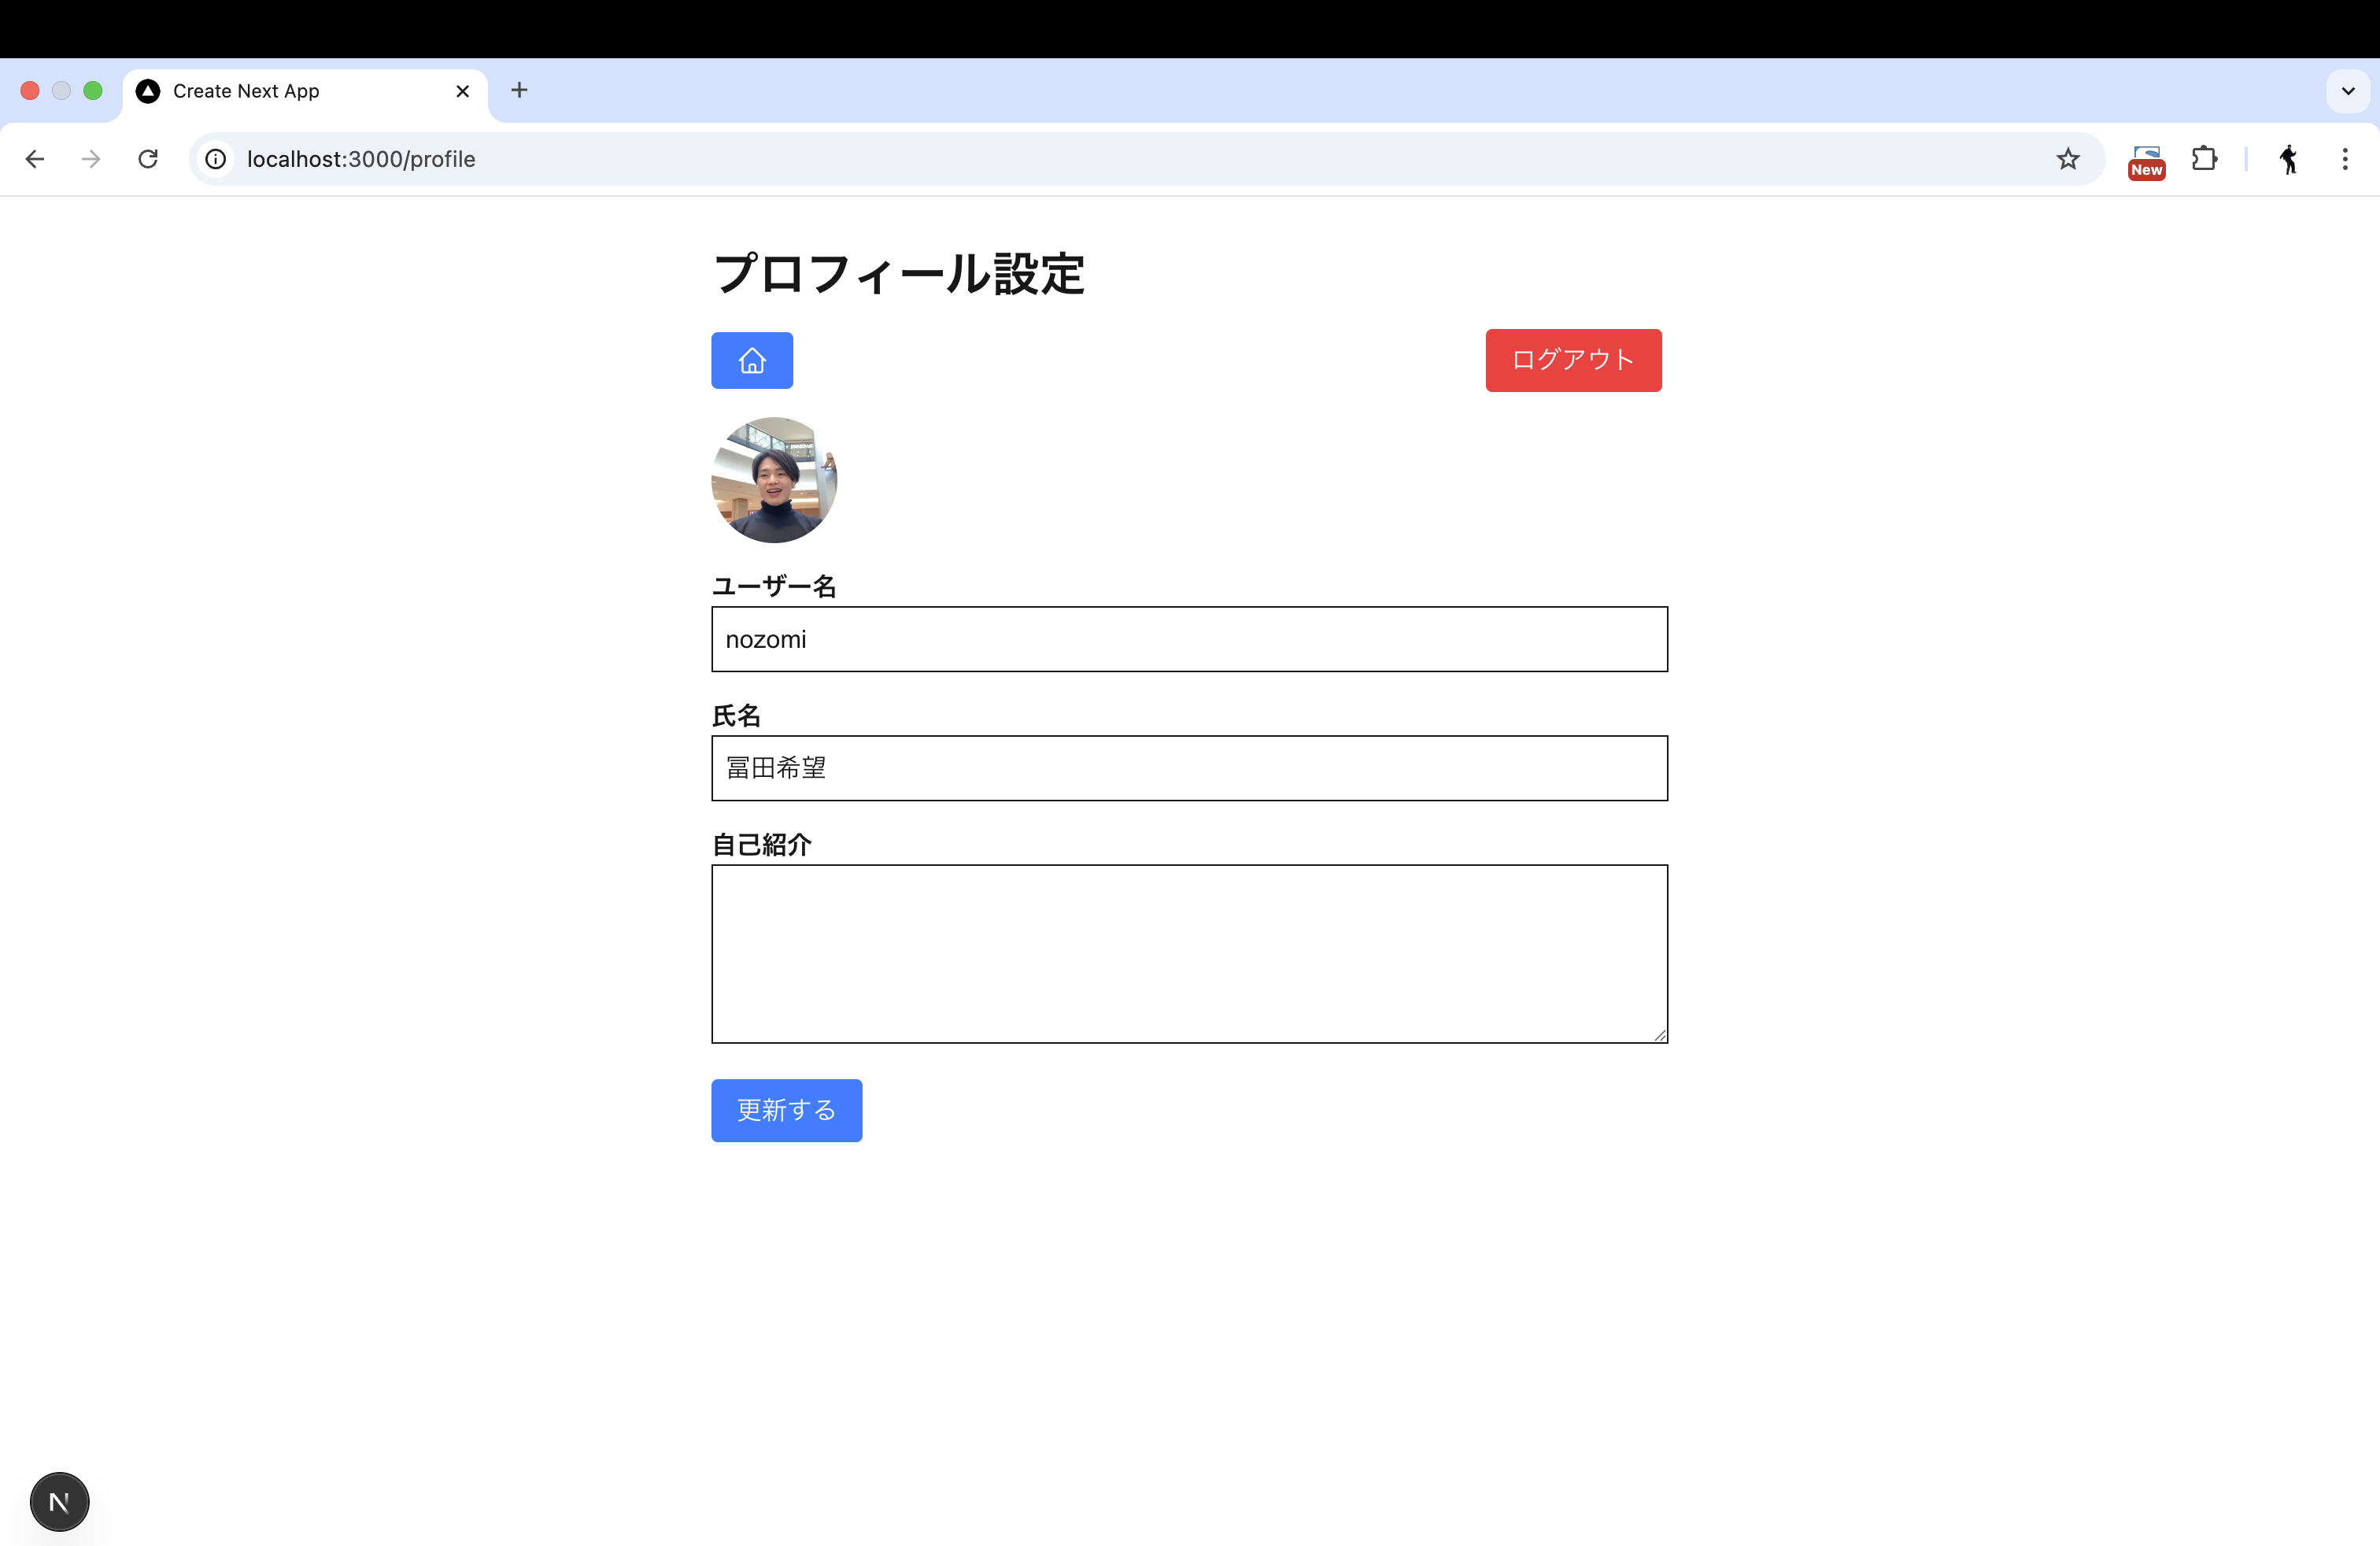 Create Next App
localhost:3000/profile
New
プロフィール設定
ログアウト
ユーザー名
nozomi
氏名
冨田希望
自己紹介
更新する
N